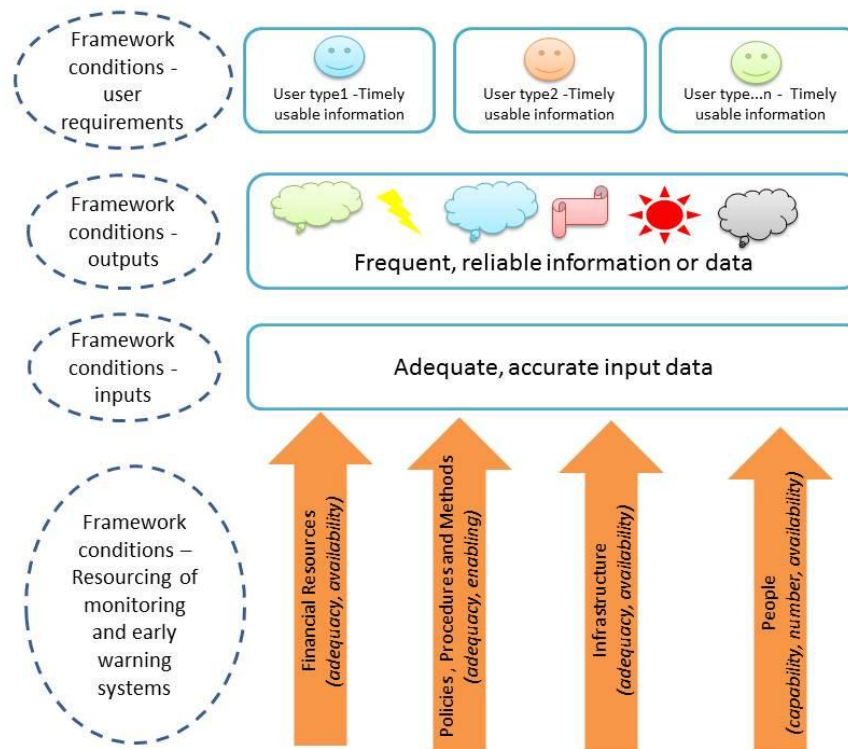 Framework
conditions -
user
requirements
User type1 -Timely
usable information
User type2 -Timely
usable information
User type...n - Timely
usable information
Framework
conditions -
outputs
Frequent, reliable information or data
Framework
conditions -
inputs
Adequate, accurate input data
Framework
conditions –
Resourcing of
monitoring
and early
warning
systems
Financial Resources
(adequacy, availability)
Policies , Procedures and Methods
(adequacy, enabling)
Infrastructure
(adequacy, availability)
People
(capability, number, availability)